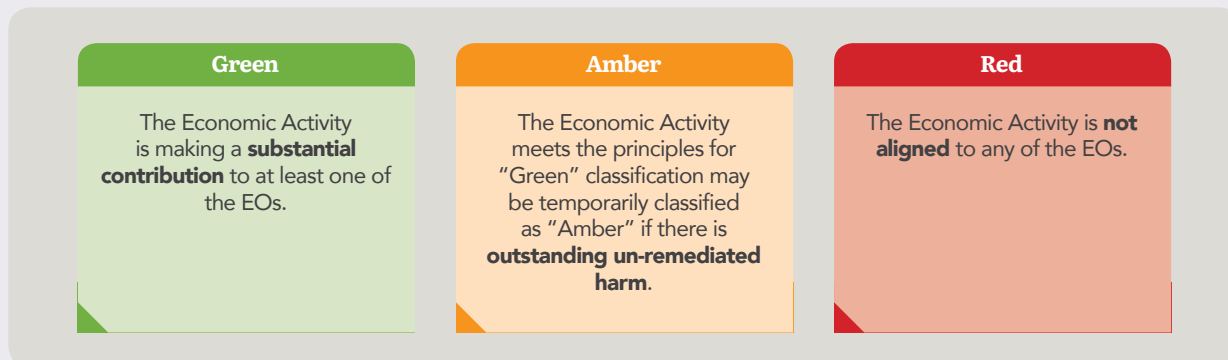 Green
The Economic Activity
is making a substantial
contribution to at least one of
the EOs.
Amber
The Economic Activity
meets the principles for
“Green” classification may
be temporarily classified
as “Amber” if there is
outstanding un-remediated
harm.
Red
The Economic Activity is not
aligned to any of the EOs.